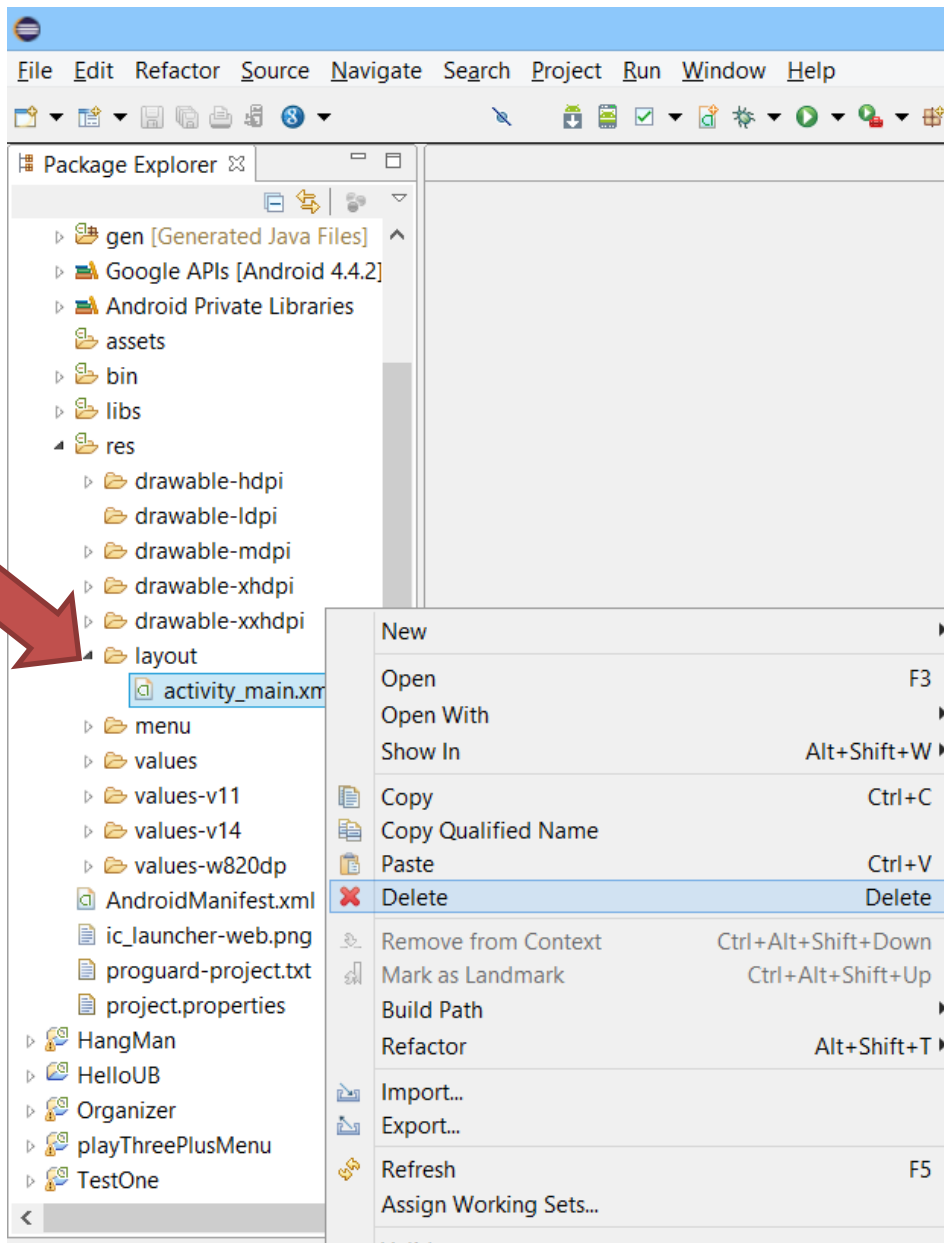 File Edit Refactor Source Navigate Search Project Run Window Help
8
Package Explorer
gen [Generated Java Files]
Google APIs [Android 4.4.2]
Android Private Libraries
assets
bin
libs
res
drawable-hdpi
drawable-ldpi
drawable-mdpi
drawable-xhdpi
drawable-xxhdpi
layout
activity_main.xm
menu
values
values-v11
values-v14
values-w820dp
AndroidManifest.xml
ic_launcher-web.png
proguard-project.txt
project.properties
HangMan
HelloUB
Organizer
playThreePlusMenu
TestOne
New
Open F3
Open With
Show In Alt+Shift+W
Copy Ctrl+C
Copy Qualified Name
Paste Ctrl+V
Delete Delete
Remove from Context Ctrl+Alt+Shift+Down
Mark as Landmark Ctrl+Alt+Shift+Up
Build Path
Refactor Alt+Shift+T
Import...
Export...
Refresh F5
Assign Working Sets...